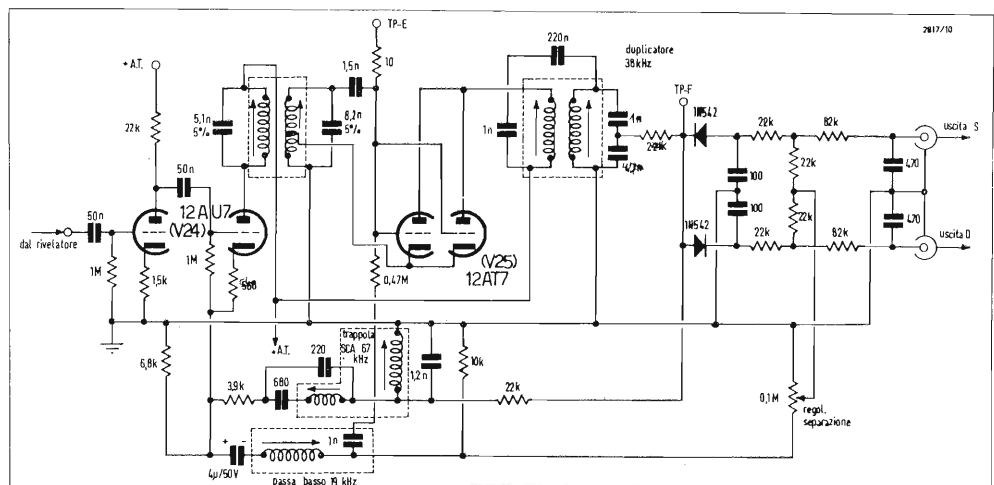 2817/10
TP-E
+ A.T.
10
220n
duplicatore
38 kHz
1,5n
TP-F
1N542
22k
5,1n
5%
8,2n
5%
1n
1n
22k
82k
uscita S
50n
22k
100
470
50n
12AU7
(V24)
100
22k
470
dal rivelatore
1N542
(V25)
12AT7
22k
82k
uscita D
1M
1,5k
1M
0,47M
trappola
SCA 67
kHz
+ A.T.
6,8k
220
1,2n
10k
3,9k
680
22k
0,1M
regol.
separazione
1n
4µ/50V
passa basso 19 kHz